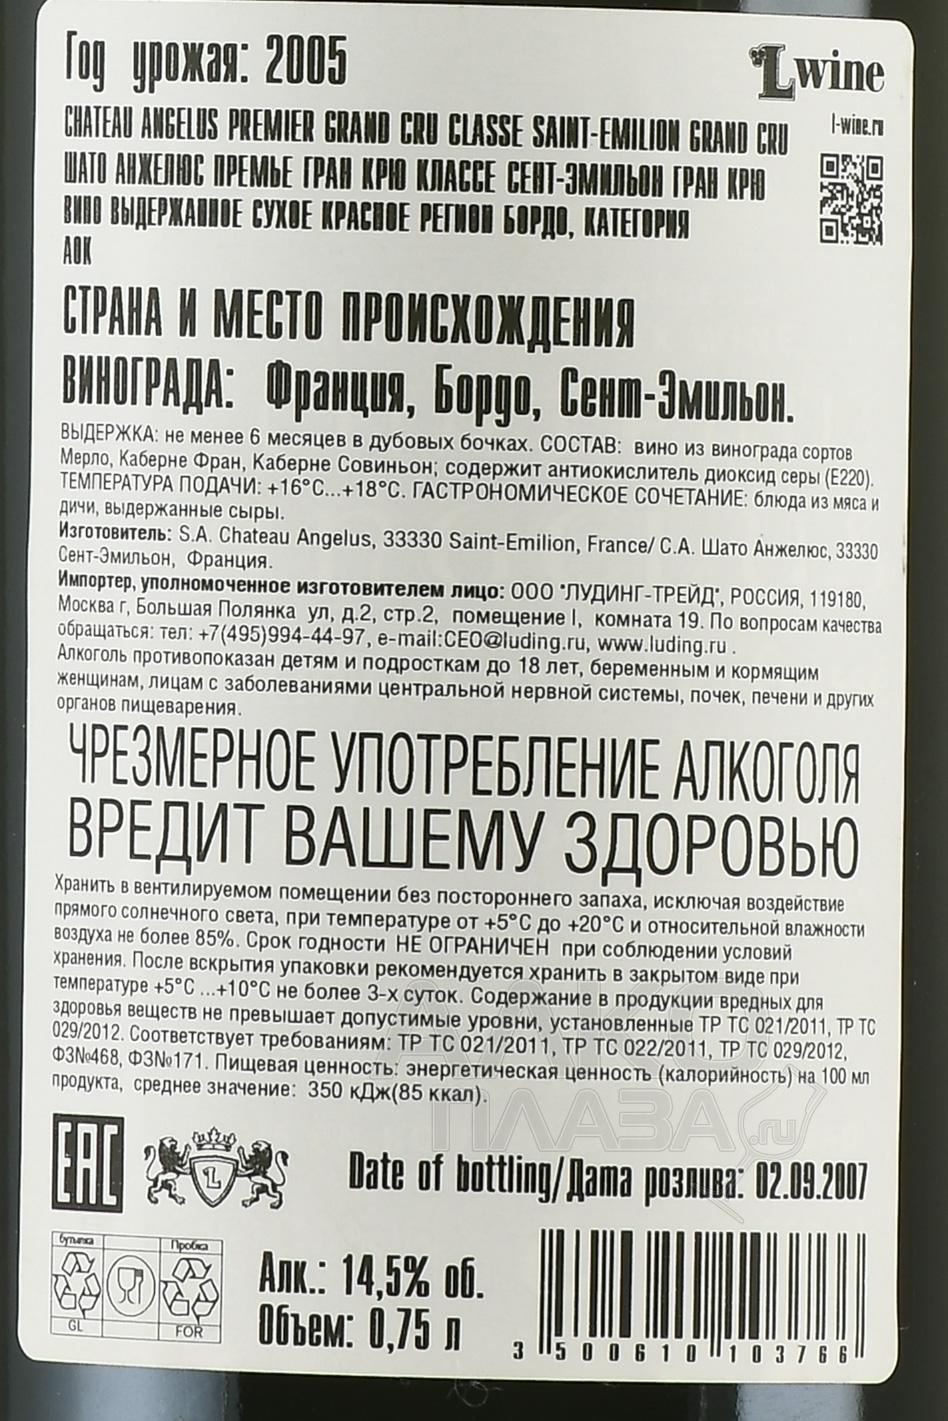 Год урожая: 2005
Lwine
l-wine.ru
CHATEAU ANGELUS PREMIER GRAND CRU CLASSE SAINT-EMILION GRAND CRU
ШАТО АНЖЕЛЮС ПРЕМЬЕ ГРАН КРЮ КЛАССЕ СЕНТ-ЭМИЛЬОН ГРАН КРЮ
ВИНО ВЫДЕРЖАННОЕ СУХОЕ КРАСНОЕ РЕГИОН БОРДО, КАТЕГОРИЯ
АОК
СТРАНА И МЕСТО ПРОИСХОЖДЕНИЯ
ВИНОГРАДА: Франция, Бордо, Сент-Эмильон.
ВЫДЕРЖКА: не менее 6 месяцев в дубовых бочках. СОСТАВ: вино из винограда сортов
Мерло, Каберне Фран, Каберне Совиньон; содержит антиокислитель диоксид серы (E220).
ТЕМПЕРАТУРА ПОДАЧИ: +16°С...+18°С. ГАСТРОНОМИЧЕСКОЕ СОЧЕТАНИЕ: блюда из мяса и
дичи, выдержанные сыры.
Изготовитель: S.A. Chateau Angelus, 33330 Saint-Emilion, France/ С.А. Шато Анжелюс, 33330
Сент-Эмильон, Франция.
Импортер, уполномоченное изготовителем лицо: ООО "ЛУДИНГ-ТРЕЙД", РОССИЯ, 119180,
Москва г, Большая Полянка ул, д.2, стр.2, помещение I, комната 19. По вопросам качества
обращаться: тел: +7(495)994-44-97, e-mail:CEO@luding.ru, www.luding.ru .
Алкоголь противопоказан детям и подросткам до 18 лет, беременным и кормящим
женщинам, лицам с заболеваниями центральной нервной системы, почек, печени и других
органов пищеварения.
ЧРЕЗМЕРНОЕ УПОТРЕБЛЕНИЕ АЛКОГОЛЯ
ВРЕДИТ ВАШЕМУ ЗДОРОВЬЮ
Хранить в вентилируемом помещении без постороннего запаха, исключая воздействие
прямого солнечного света, при температуре от +5°С до +20°С и относительной влажности
воздуха не более 85%. Срок годности НЕ ОГРАНИЧЕН при соблюдении условий
хранения. После вскрытия упаковки рекомендуется хранить в закрытом виде при
температуре +5°С ...+10°С не более 3-х суток. Содержание в продукции вредных для
здоровья веществ не превышает допустимые уровни, установленные ТР ТС 021/2011, ТР ТС
029/2012. Соответствует требованиям: ТР ТС 021/2011, ТР ТС 022/2011, ТР ТС 029/2012,
ФЗ№468, ФЗ№171. Пищевая ценность: энергетическая ценность (калорийность) на 100 мл
продукта, среднее значение: 350 кДж(85 ккал).
АЛКО
ПЛАЗА.ru
EAC
L
Date of bottling/Дата розлива: 02.09.2007
бутылка
Пробка
GL
FOR
Алк.: 14,5% об.
Объем: 0,75 л
3 500610 103766